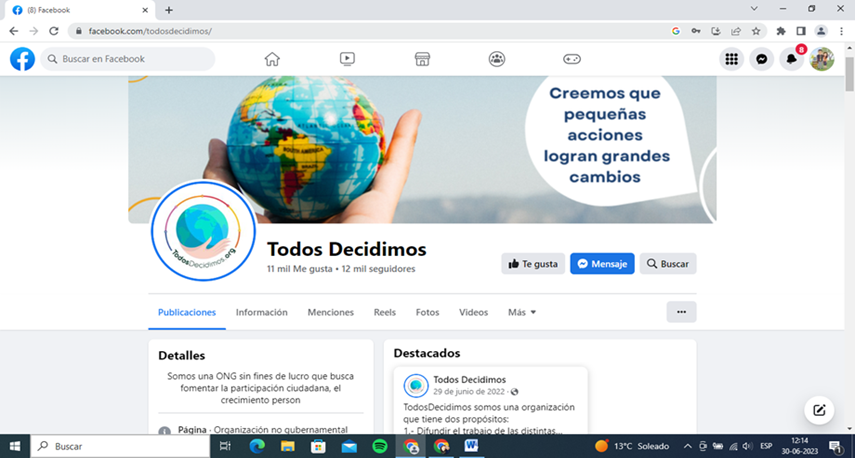 (8) Facebook
facebook.com/todosdecidimos/
Buscar en Facebook
8
SOUTH AMERICA
BRAZIL
Creemos que
pequeñas
acciones
logran grandes
cambios
TodosDecidimos.org
Todos Decidimos
11 mil Me gusta • 12 mil seguidores
Te gusta
Mensaje
Buscar
Publicaciones
Información
Menciones
Reels
Fotos
Videos
Más
Detalles
Somos una ONG sin fines de lucro que busca
fomentar la participación ciudadana, el
crecimiento person
Página · Organización no gubernamental
Destacados
Todos Decidimos
29 de junio de 2022 ·
TodosDecidimos somos una organización
que tiene dos propósitos:
1.- Difundir el trabajo de las distintas...
Buscar
13°C Soleado
ESP
12:14
30-06-2023
1